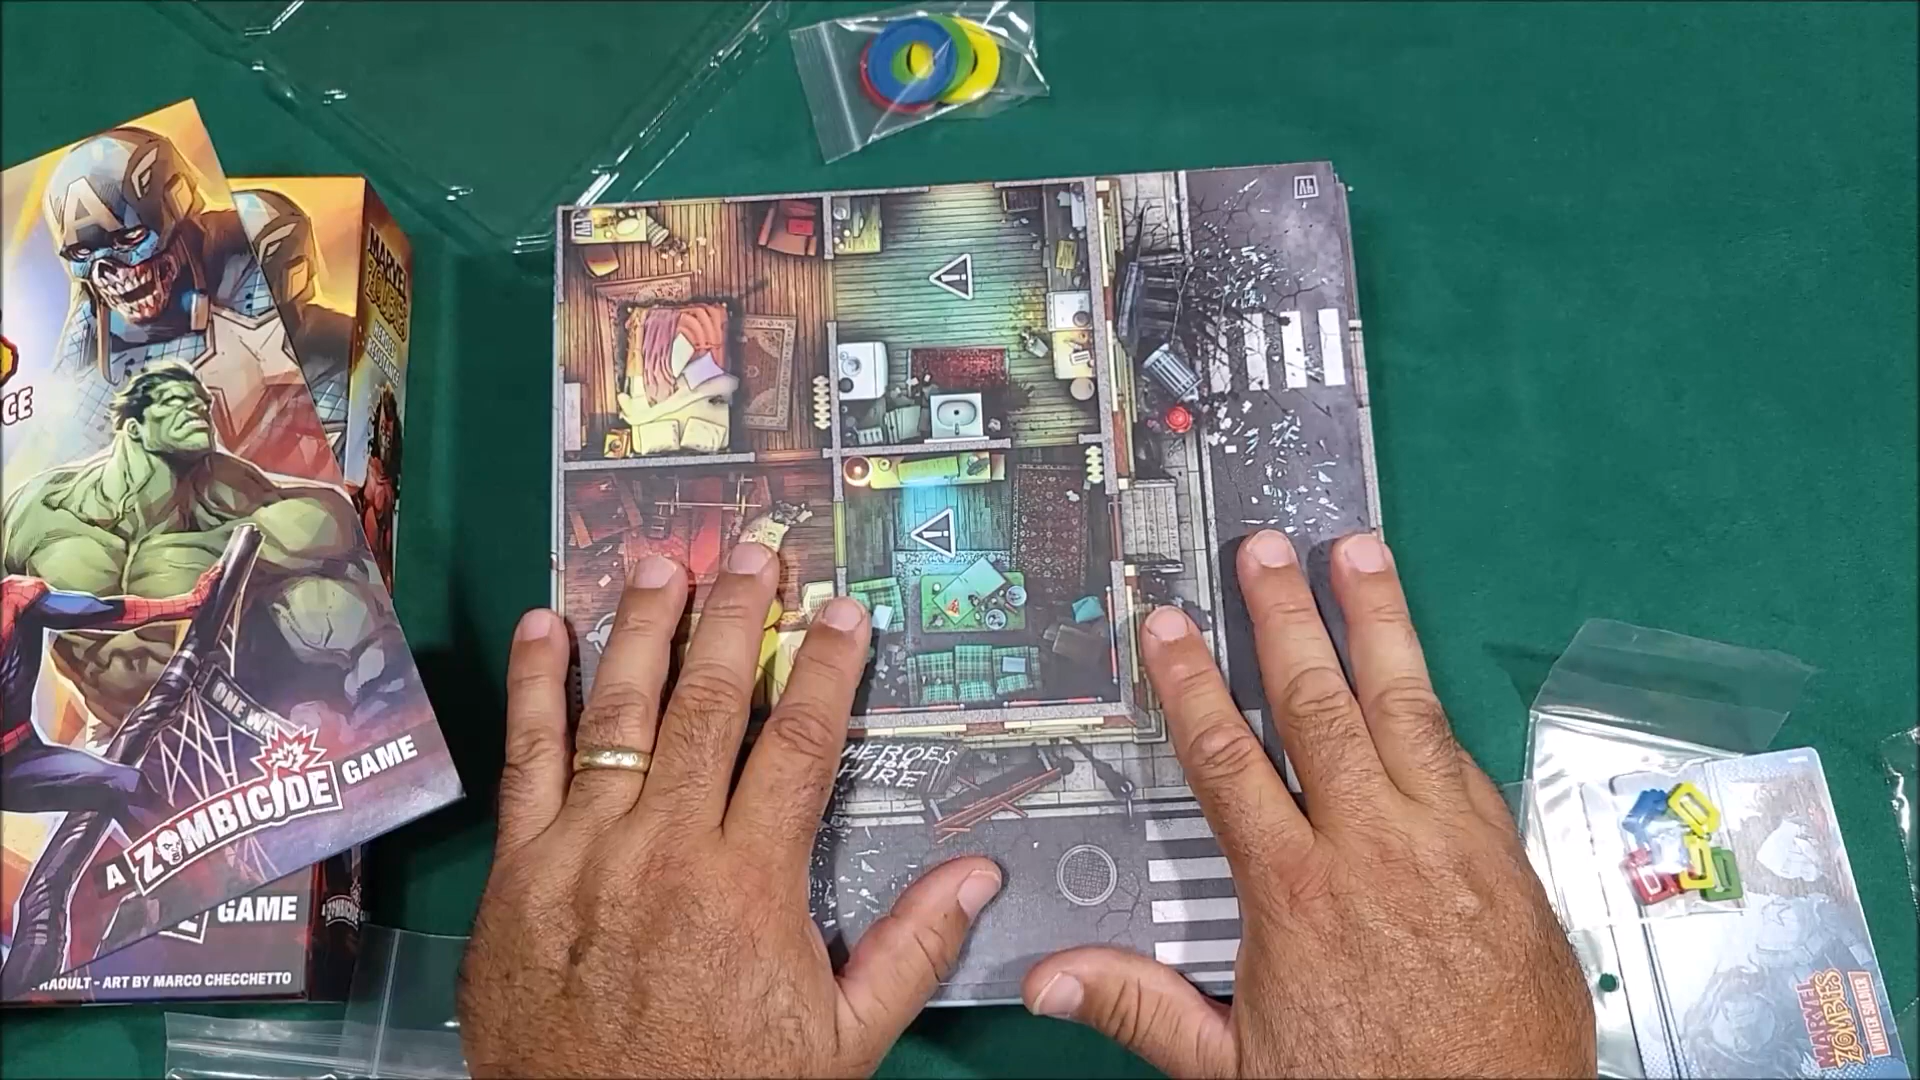 A
CE
MARVEL
ZOMBIES
HEROES'
RESISTANCE
ONE WAY
A ZOMBICIDE GAME
GAME
RAOULT - ART BY MARCO CHECCHETTO
HEROES
FOR
HIRE
MARVEL
ZOMBIES
WINTER SOLDIER